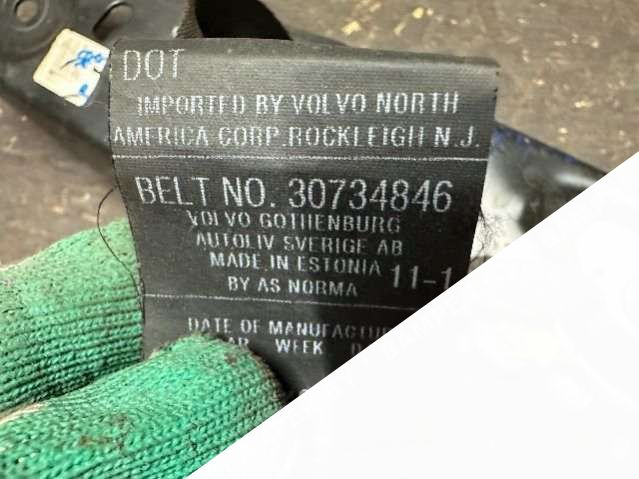 DOT
IMPORTED BY VOLVO NORTH
AMERICA CORP. ROCKLEIGH N.J.
BELT NO. 30734846
VOLVO GOTHENBURG
AUTOLIV SVERIGE AB
MADE IN ESTONIA 11-1
BY AS NORMA
DATE OF
WEEK